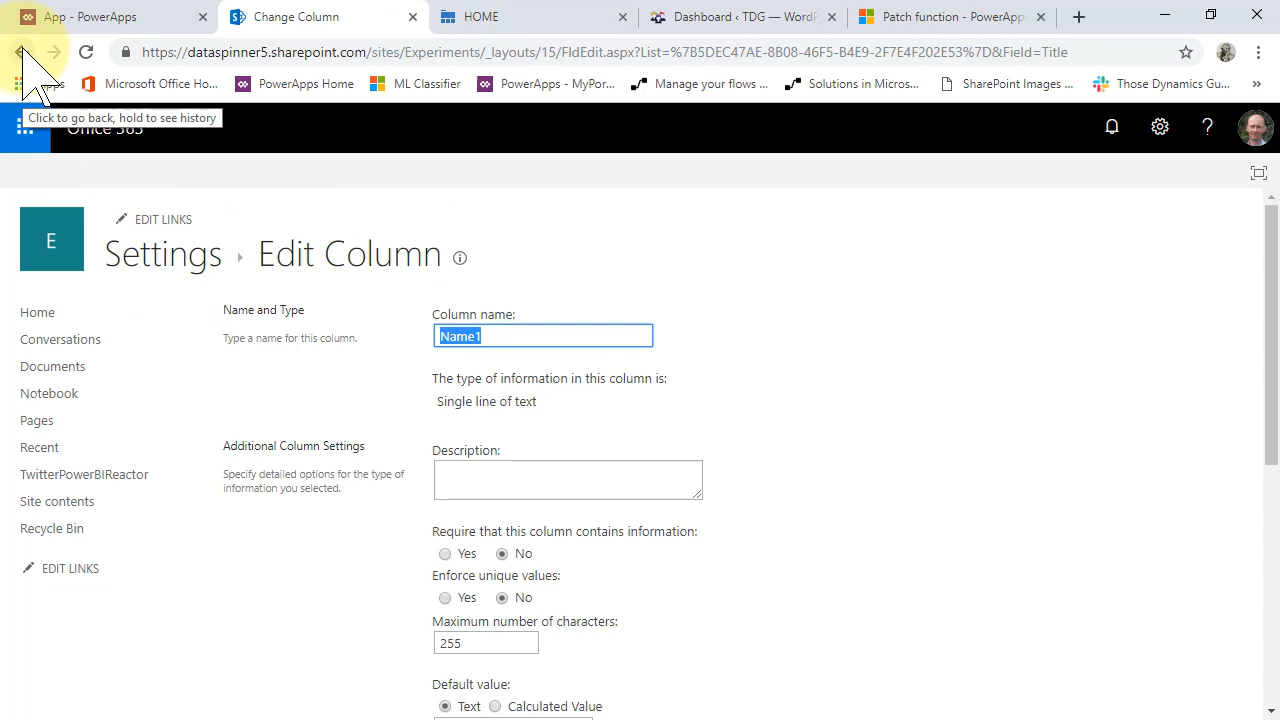 App - PowerApps
Change Column
HOME
Dashboard ‹ TDG — WordP
Patch function - PowerApps
https://dataspinner5.sharepoint.com/sites/Experiments/_layouts/15/FldEdit.aspx?List=%7B5DEC47AE-8B08-46F5-B4E9-2F7E4F202E53%7D&Field=Title
Apps
Microsoft Office Ho...
PowerApps Home
ML Classifier
PowerApps - MyPor...
Manage your flows ...
Solutions in Micros...
SharePoint Images ...
Those Dynamics Gu...
»
Click to go back, hold to see history
Office 365
E
EDIT LINKS
Settings
Edit Column
Home
Conversations
Documents
Notebook
Pages
Recent
TwitterPowerBIReactor
Site contents
Recycle Bin
EDIT LINKS
Name and Type
Type a name for this column.
Column name:
Name1
The type of information in this column is:
Single line of text
Additional Column Settings
Specify detailed options for the type of
information you selected.
Description:
Require that this column contains information:
Yes No
Enforce unique values:
Yes No
Maximum number of characters:
255
Default value:
Text Calculated Value